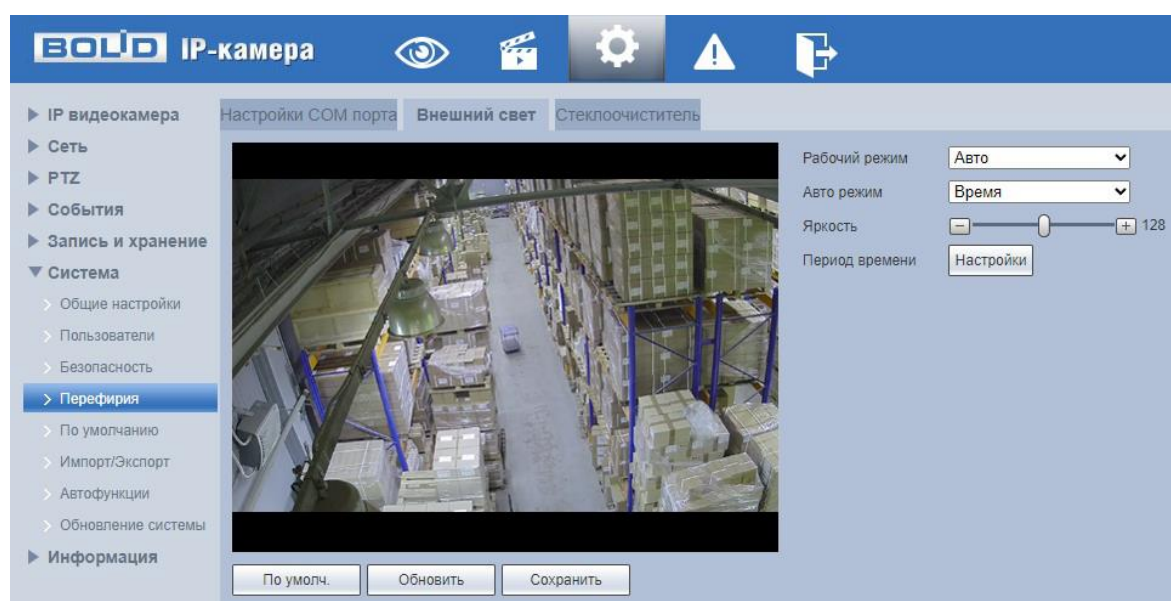 BOLID IP-камера
IP видеокамера
Сеть
PTZ
События
Запись и хранение
Система
Общие настройки
Пользователи
Безопасность
Перефирия
По умолчанию
Импорт/Экспорт
Автофункции
Обновление системы
Информация
Настройки COM порта Внешний свет Стеклоочиститель
Рабочий режим Авто
Авто режим Время
Яркость 128
Период времени Настройки
По умолч. Обновить Сохранить